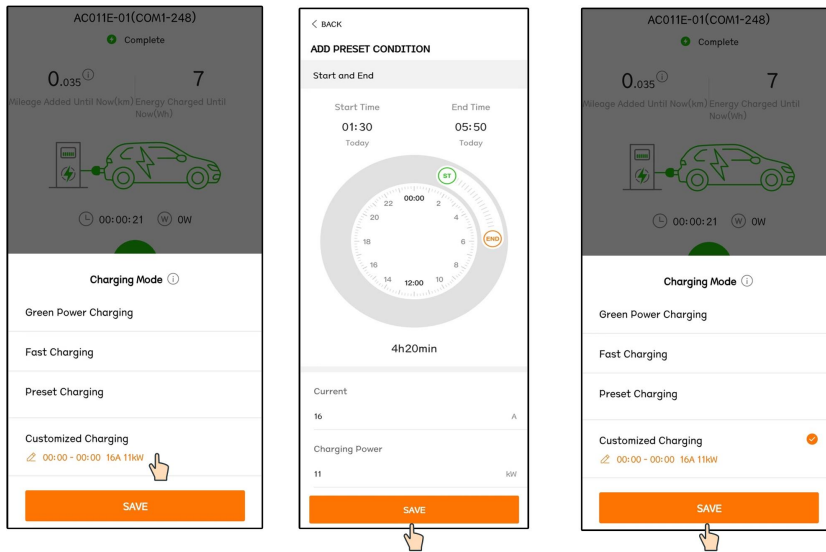 AC011E-01(COM1-248)
Complete
0.035
7
Mileage Added Until Now(km)
Energy Charged Until Now(Wh)
00:00:21
W
0W
Charging Mode
Green Power Charging
Fast Charging
Preset Charging
Customized Charging
00:00 - 00:00 16A 11kW
SAVE
< BACK
ADD PRESET CONDITION
Start and End
Start Time
End Time
01:30
05:50
Today
Today
ST
END
00:00
2
4
6
8
10
12:00
14
16
18
20
22
4h20min
Current
16
A
Charging Power
11
kW
SAVE
AC011E-01(COM1-248)
Complete
0.035
7
Mileage Added Until Now(km)
Energy Charged Until Now(Wh)
00:00:21
W
0W
Charging Mode
Green Power Charging
Fast Charging
Preset Charging
Customized Charging
00:00 - 00:00 16A 11kW
SAVE